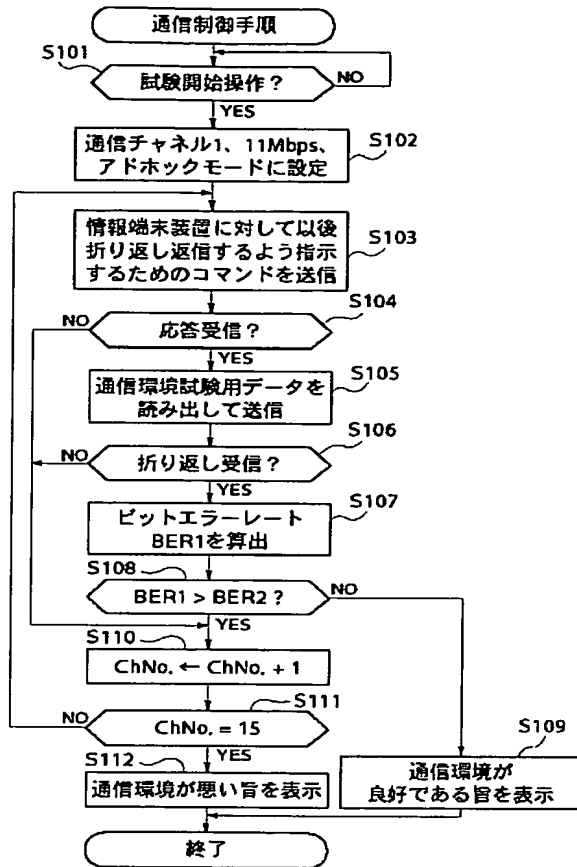 通信制御手順
S101
試験開始操作？
NO
YES
通信チャネル1、11Mbps、
アドホックモードに設定
S102
情報端末装置に対して以後
折り返し返信するよう指示
するためのコマンドを送信
S103
S104
NO
応答受信？
YES
S105
通信環境試験用データを
読み出して送信
S106
NO
折り返し受信？
YES
S107
ビットエラーレート
BER1を算出
S108
BER1 > BER2？
NO
YES
S110
ChNo. ← ChNo. + 1
S111
NO
ChNo. = 15
YES
S112
通信環境が悪い旨を表示
S109
通信環境が
良好である旨を表示
終了